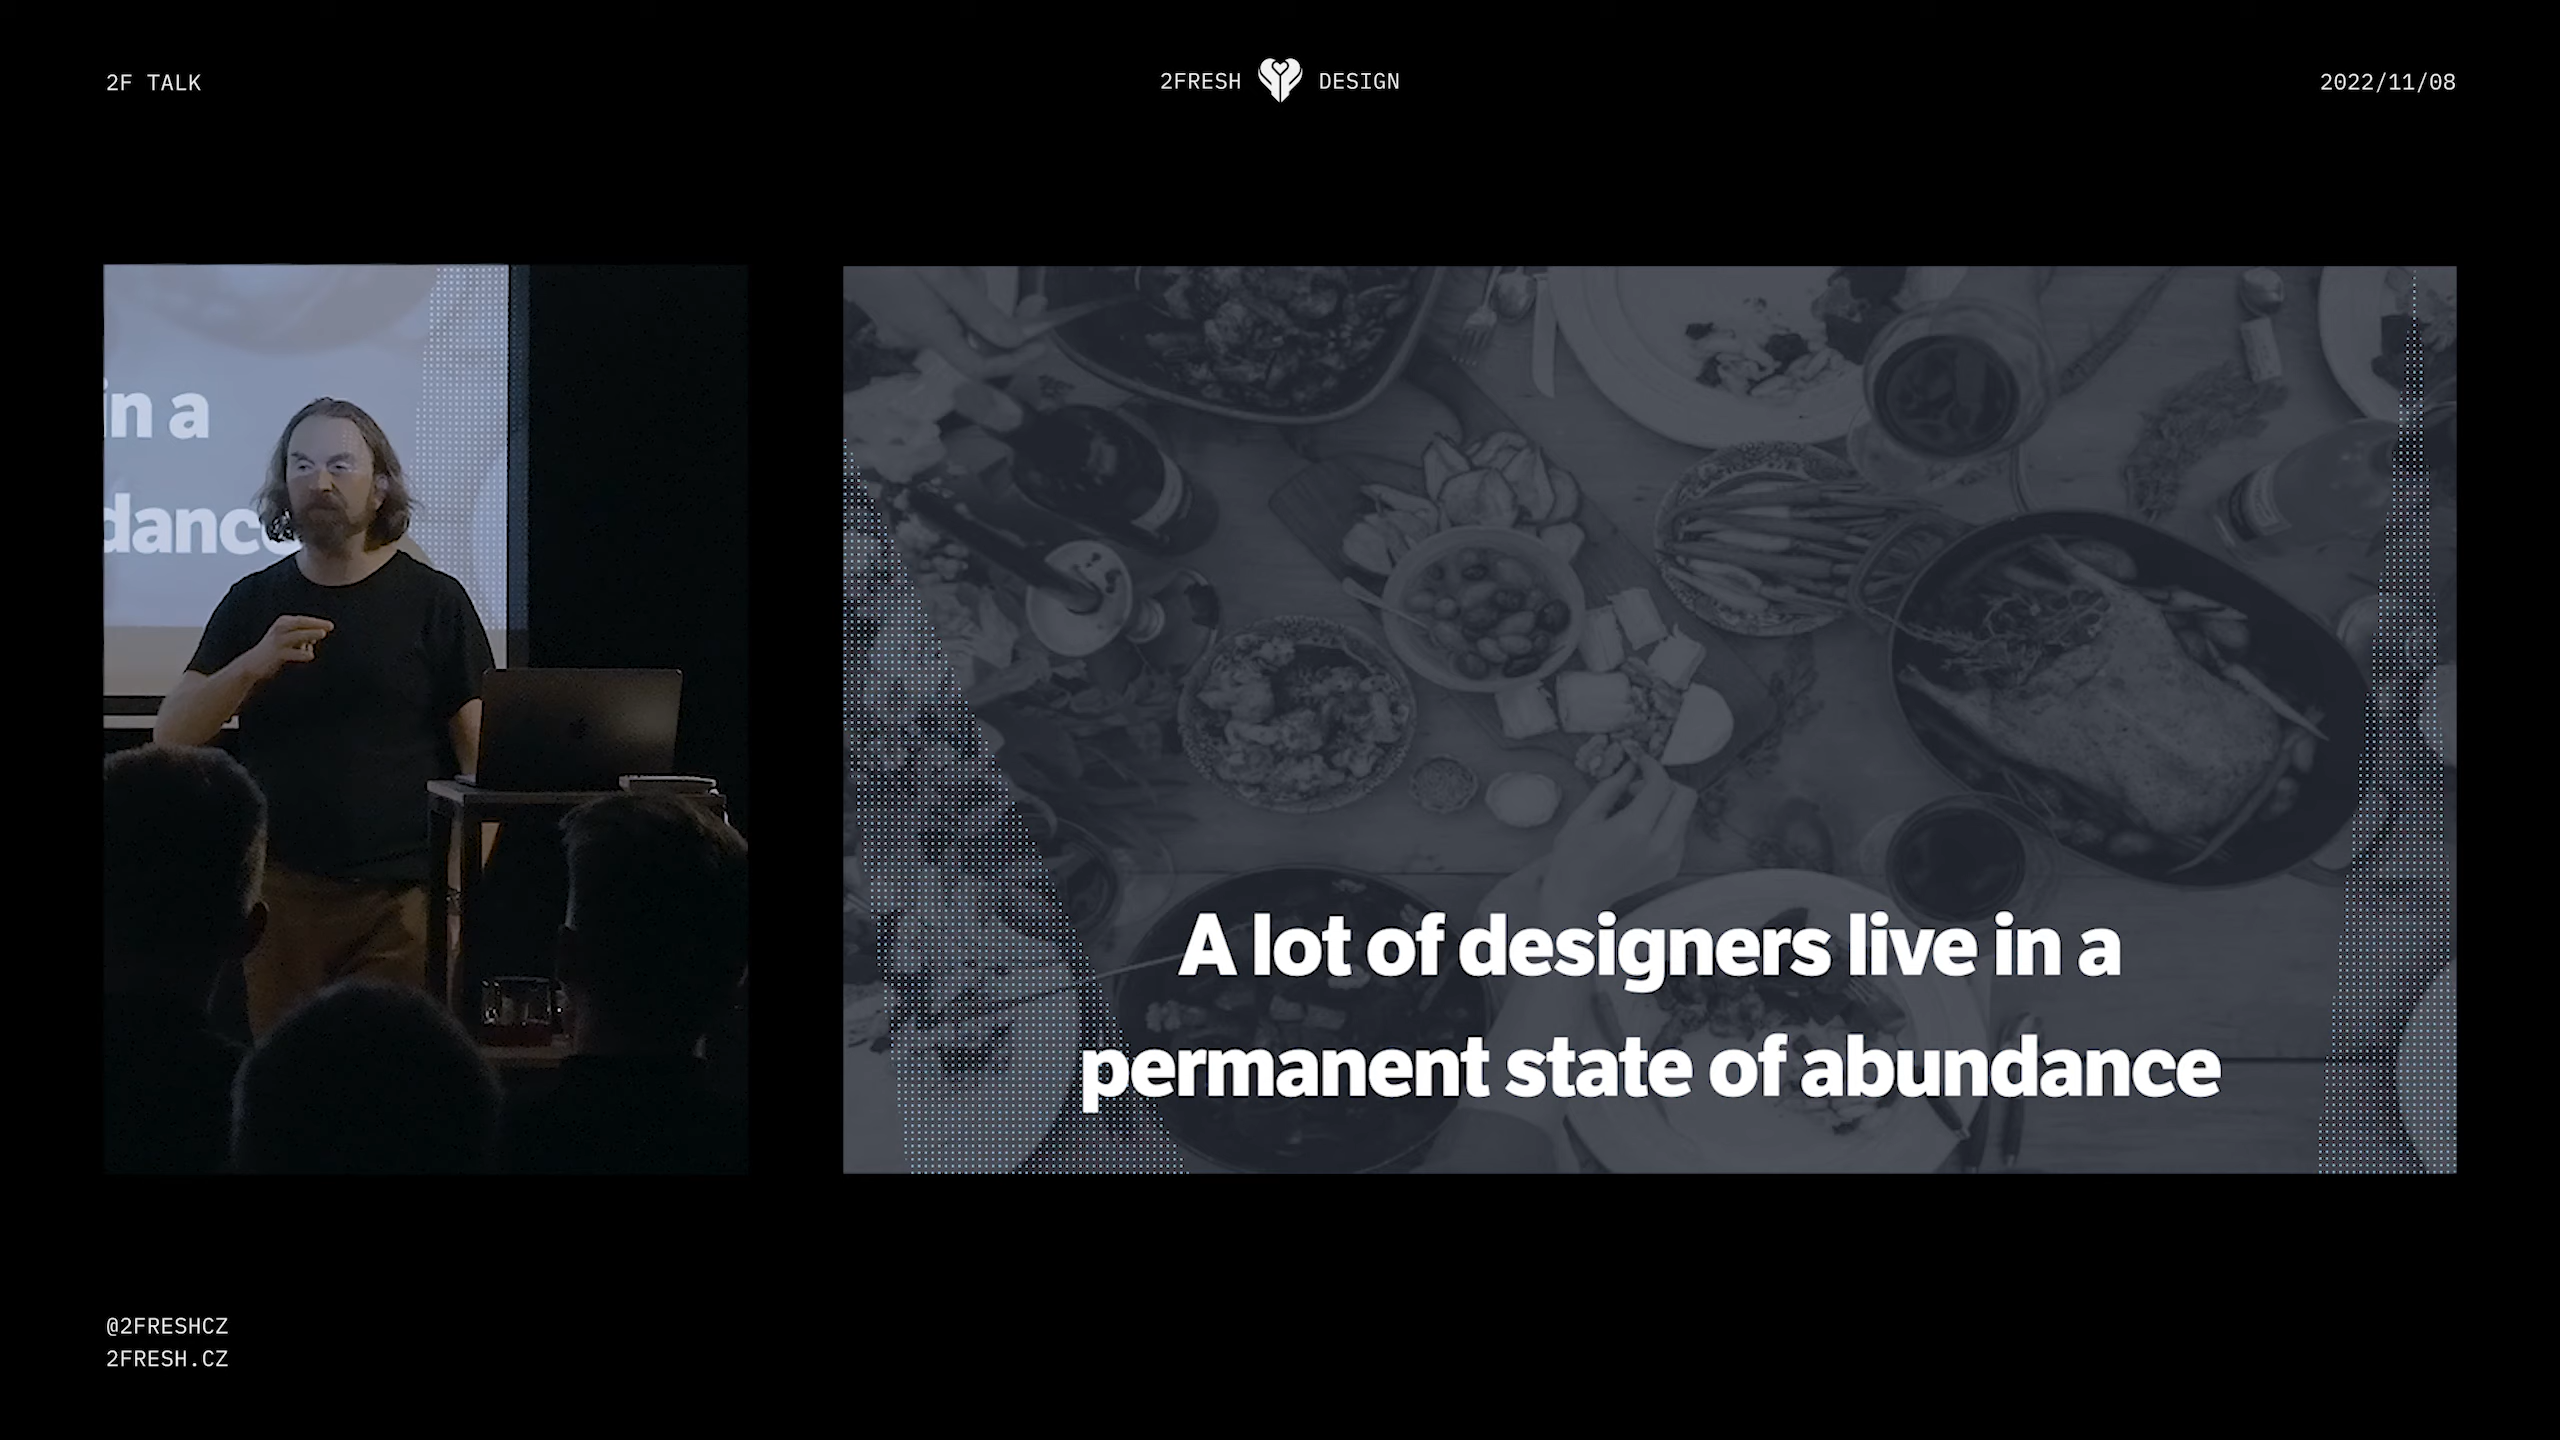 2F TALK
2FRESH DESIGN
2022/11/08
in a
dance
A lot of designers live in a
permanent state of abundance
@2FRESHCZ
2FRESH.CZ